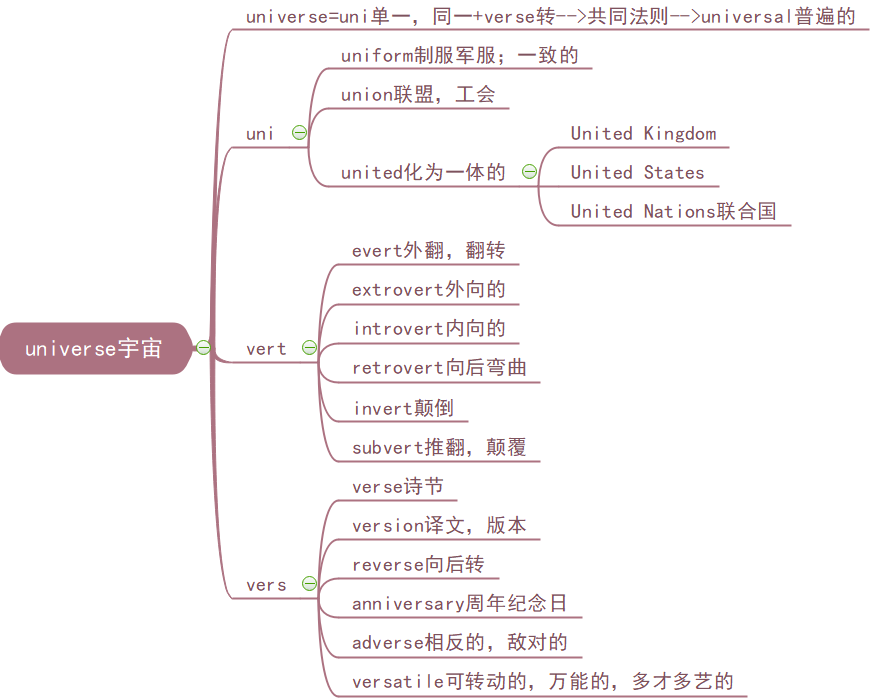 universe宇宙
universe=uni单一，同一+verse转-->共同法则-->universal普遍的
uni
uniform制服军服；一致的
union联盟，工会
united化为一体的
United Kingdom
United States
United Nations联合国
vert
evert外翻，翻转
extrovert外向的
introvert内向的
retrovert向后弯曲
invert颠倒
subvert推翻，颠覆
vers
verse诗节
version译文，版本
reverse向后转
anniversary周年纪念日
adverse相反的，敌对的
versatile可转动的，万能的，多才多艺的